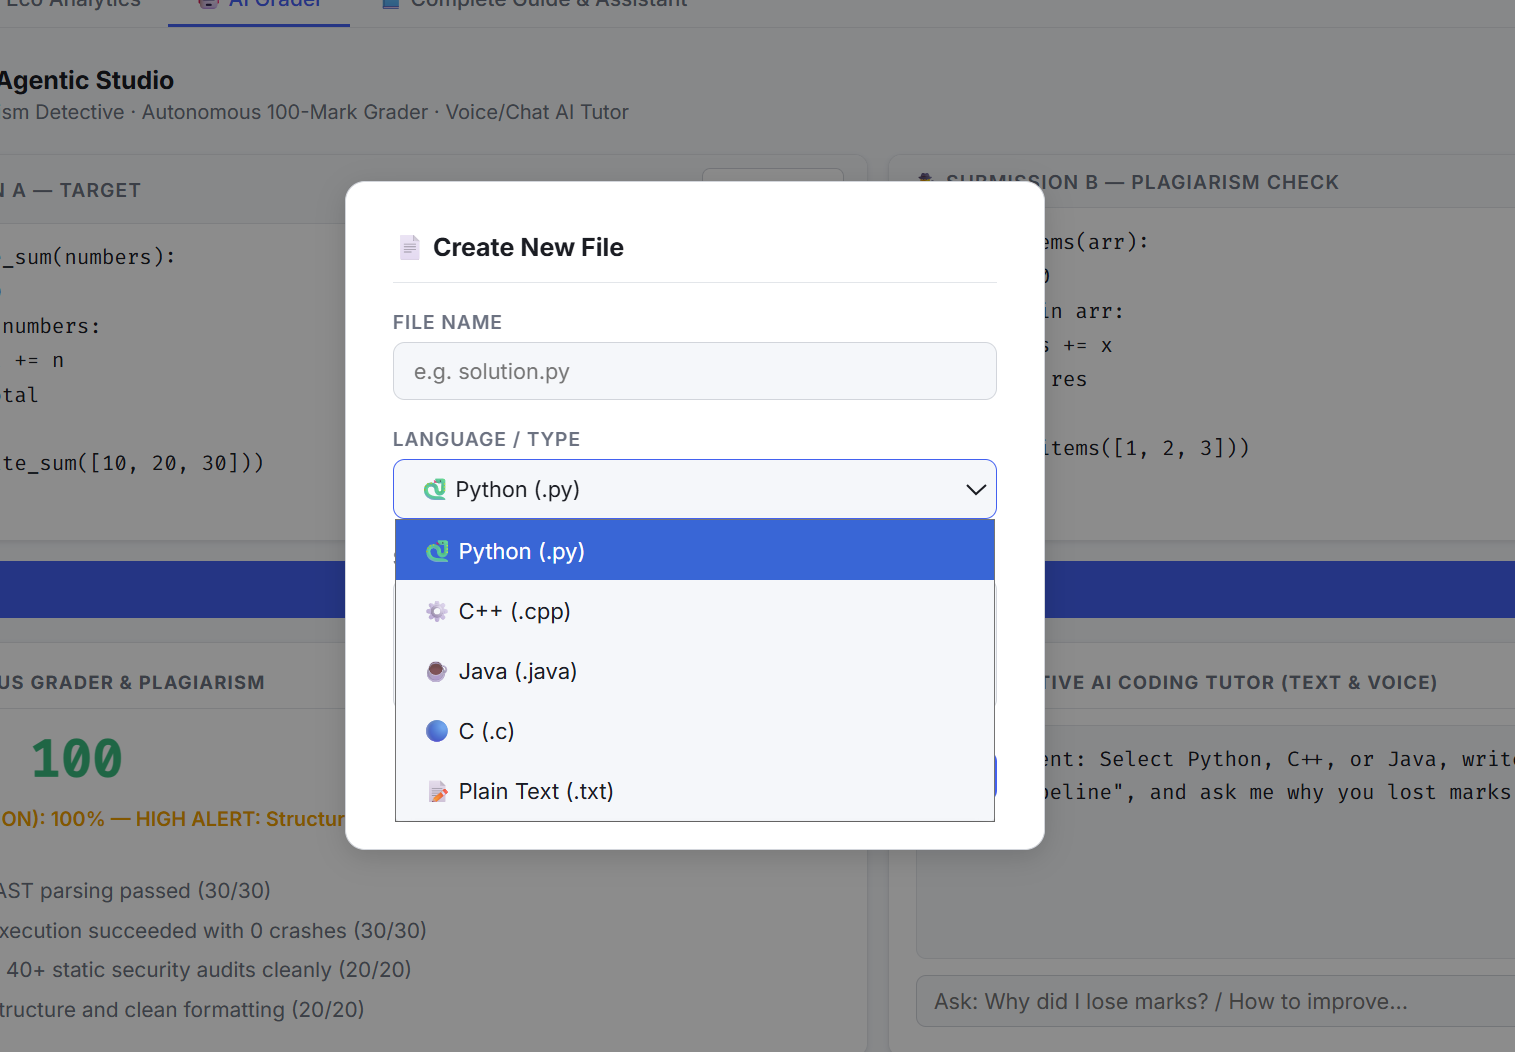 Eco Analytics
AI Grader
Complete Guide & Assistant
Agentic Studio
Detective · Autonomous 100-Mark Grader · Voice/Chat AI Tutor
A — TARGET
SUBMISSION B — PLAGIARISM CHECK
_sum(numbers):
numbers:
+= n
te_sum([10, 20, 30]))
(arr):
in arr:
+= x
res
items([1, 2, 3]))
Create New File
FILE NAME
e.g. solution.py
LANGUAGE / TYPE
Python (.py)
Python (.py)
C++ (.cpp)
Java (.java)
C (.c)
Plain Text (.txt)
GRADER & PLAGIARISM
100
ON): 100% — HIGH ALERT: Structur
AST parsing passed (30/30)
xecution succeeded with 0 crashes (30/30)
40+ static security audits cleanly (20/20)
tructure and clean formatting (20/20)
TIVE AI CODING TUTOR (TEXT & VOICE)
ent: Select Python, C++, or Java, writ
peline", and ask me why you lost marks
Ask: Why did I lose marks? / How to improve...